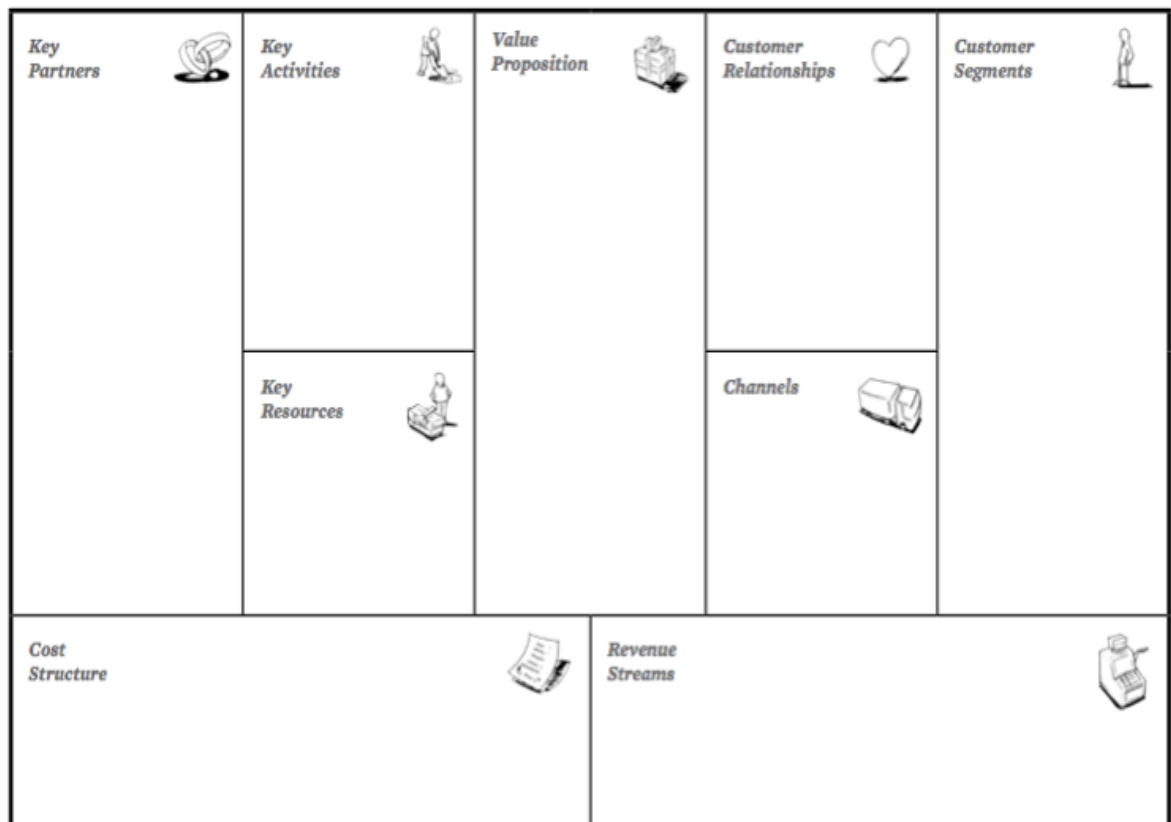 Key
Partners
Key
Activities
Value
Proposition
Customer
Relationships
Customer
Segments
Key
Resources
Channels
Cost
Structure
Revenue
Streams